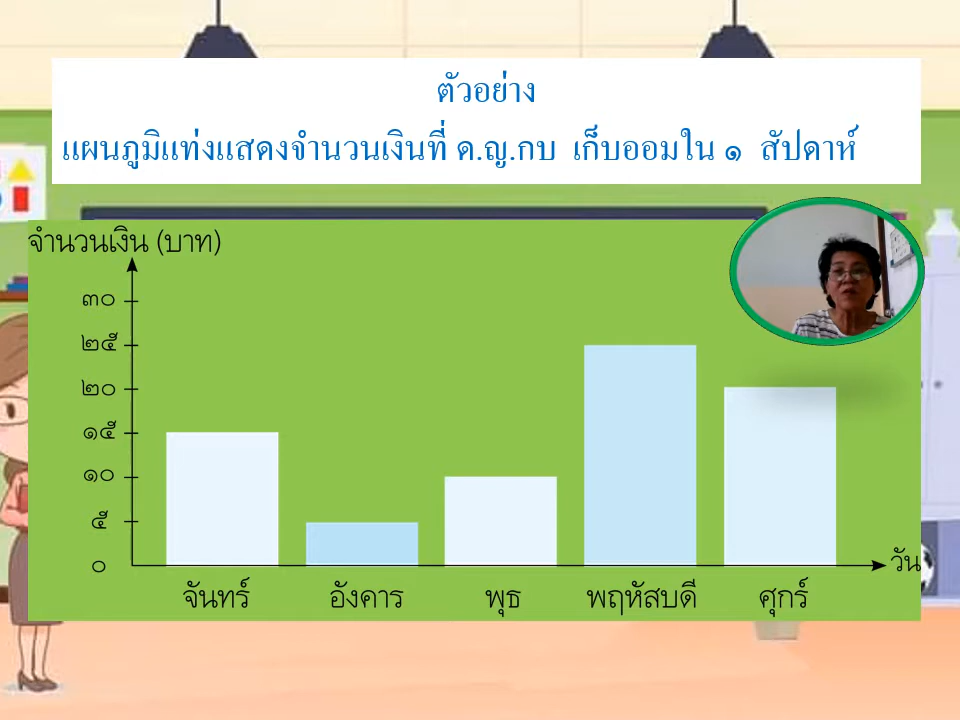 ตัวอย่าง
แผนภูมิแท่งแสดงจำนวนเงินที่ ด.ญ.กบ เก็บออมใน ๑ สัปดาห์
จำนวนเงิน (บาท)
๓๐
๒๕
๒๐
๑๕
๑๐
๕
๐
วัน
จันทร์ อังคาร พุธ พฤหัสบดี ศุกร์